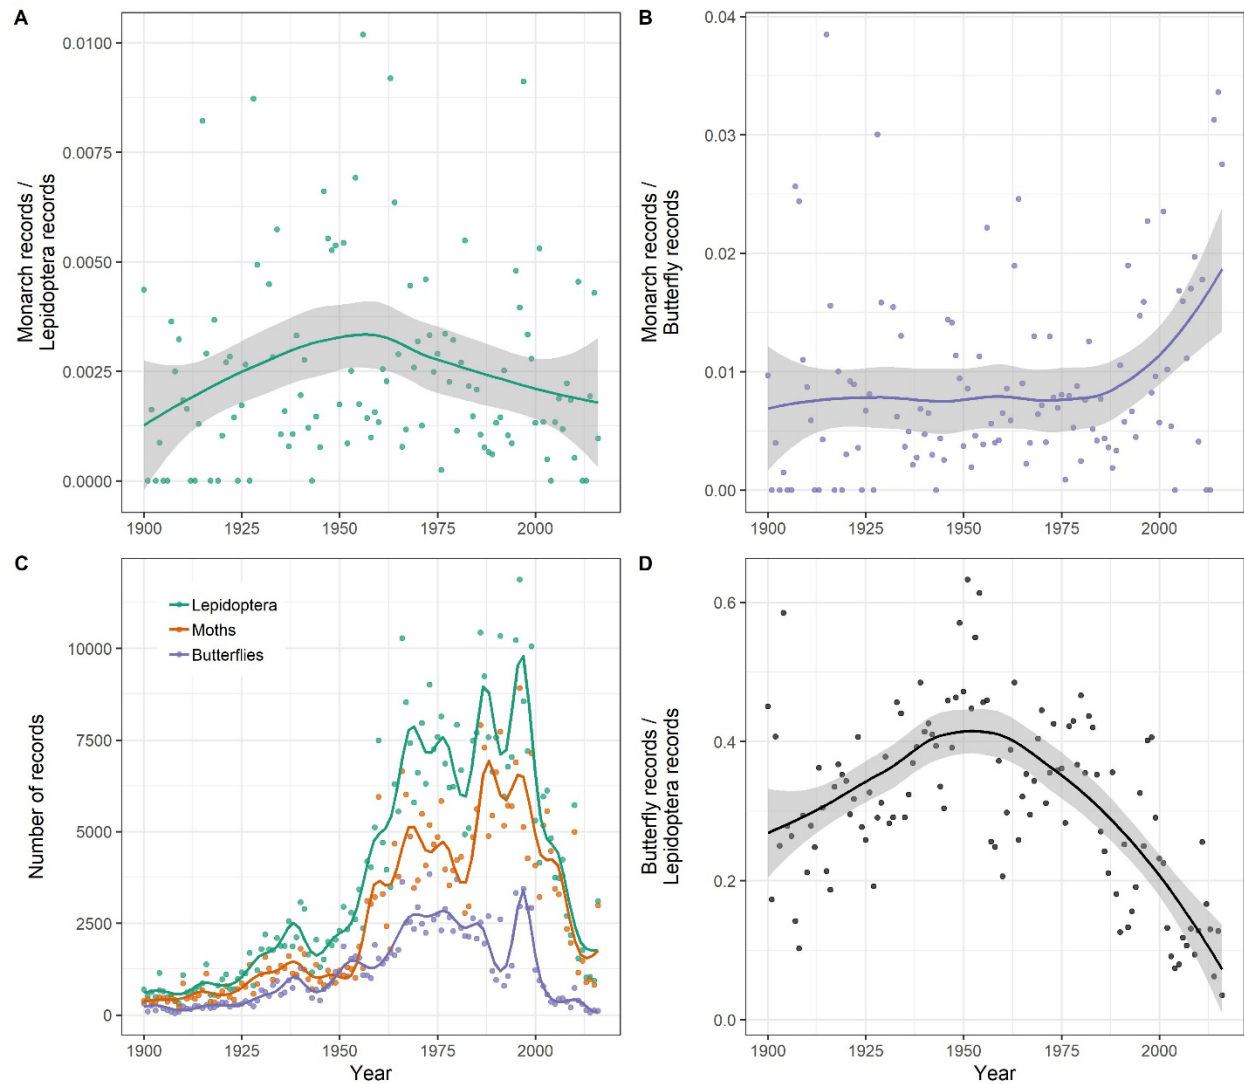 A
Monarch records /
Lepidoptera records
0.0100
0.0075
0.0050
0.0025
0.0000
1900 1925 1950 1975 2000
B
Monarch records /
Butterfly records
0.04
0.03
0.02
0.01
0.00
1900 1925 1950 1975 2000
C
Number of records
10000
7500
5000
2500
0
Lepidoptera
Moths
Butterflies
1900 1925 1950 1975 2000
Year
D
Butterfly records /
Lepidoptera records
0.6
0.4
0.2
0.0
1900 1925 1950 1975 2000
Year